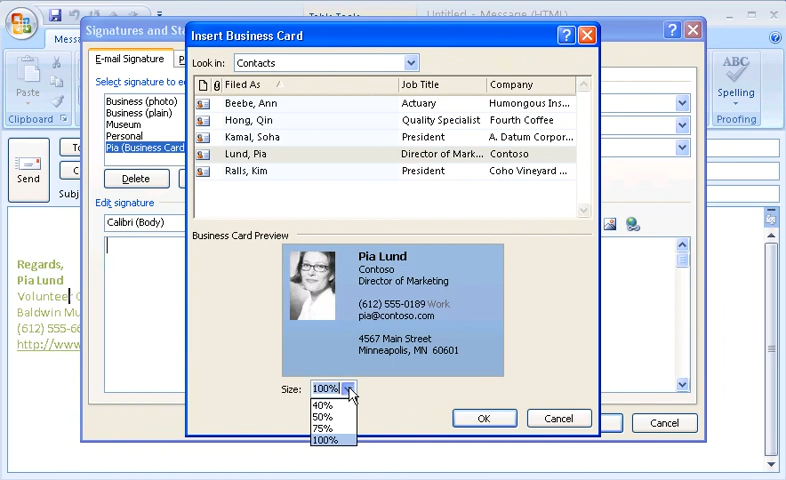 Table Tools
Untitled - Message (HTML)
Signatures and St
Insert Business Card
Messa
E-mail Signature
Look in:
Contacts
Paste
Clipboard
Select signature to e
Business (photo)
Business (plain)
Museum
Personal
Pia (Business Card
Filed As
Job Title
Company
Beebe, Ann
Actuary
Humongous Ins...
Hong, Qin
Quality Specialist
Fourth Coffee
Kamal, Soha
President
A. Datum Corpor...
Lund, Pia
Director of Mark...
Contoso
Ralls, Kim
President
Coho Vineyard ...
ABC
Spelling
Proofing
Send
To
C
Subj
Delete
Edit signature
Calibri (Body)
Business Card Preview
Pia Lund
Contoso
Director of Marketing
(612) 555-0189 Work
pia@contoso.com
4567 Main Street
Minneapolis, MN 60601
Regards,
Pia Lund
Volunteer
Baldwin Mu
(612) 555-
http://www
Size:
100%
40%
50%
75%
100%
OK
Cancel
Cancel